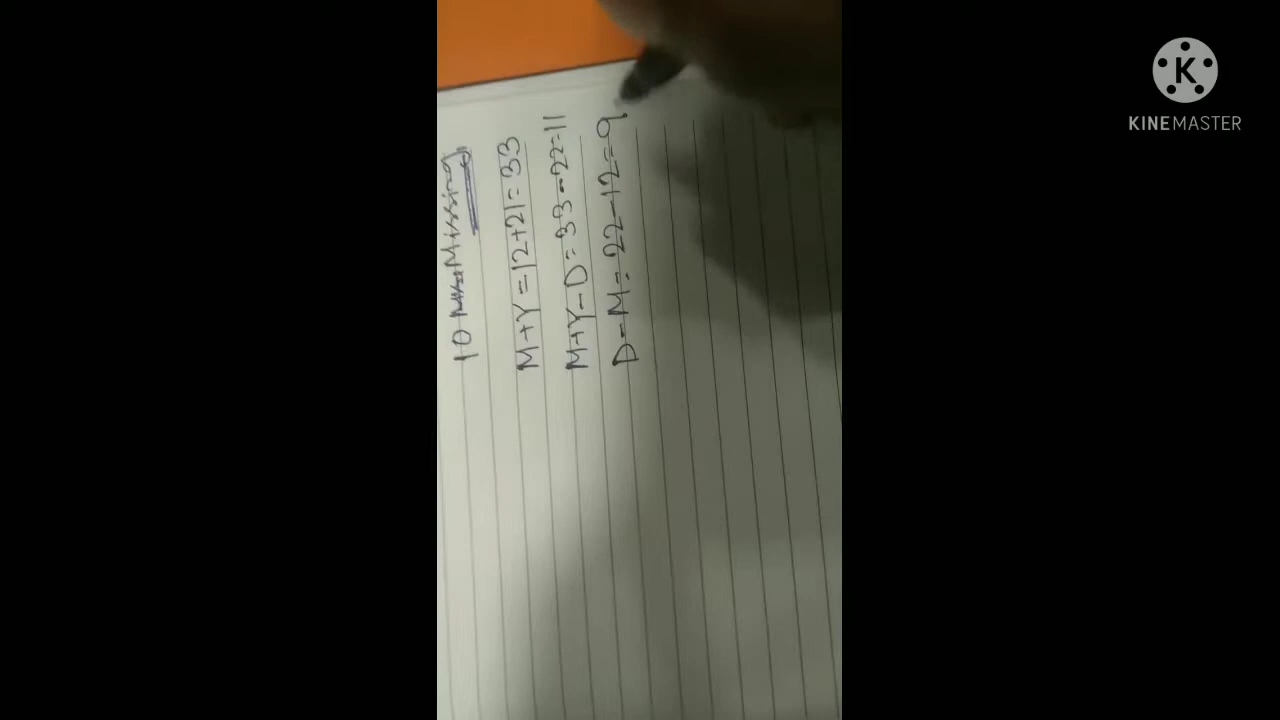 10 Missing
M+Y=12+21=33
M+Y-D=33-22=11
D-M=22-12=9
K
KINEMASTER